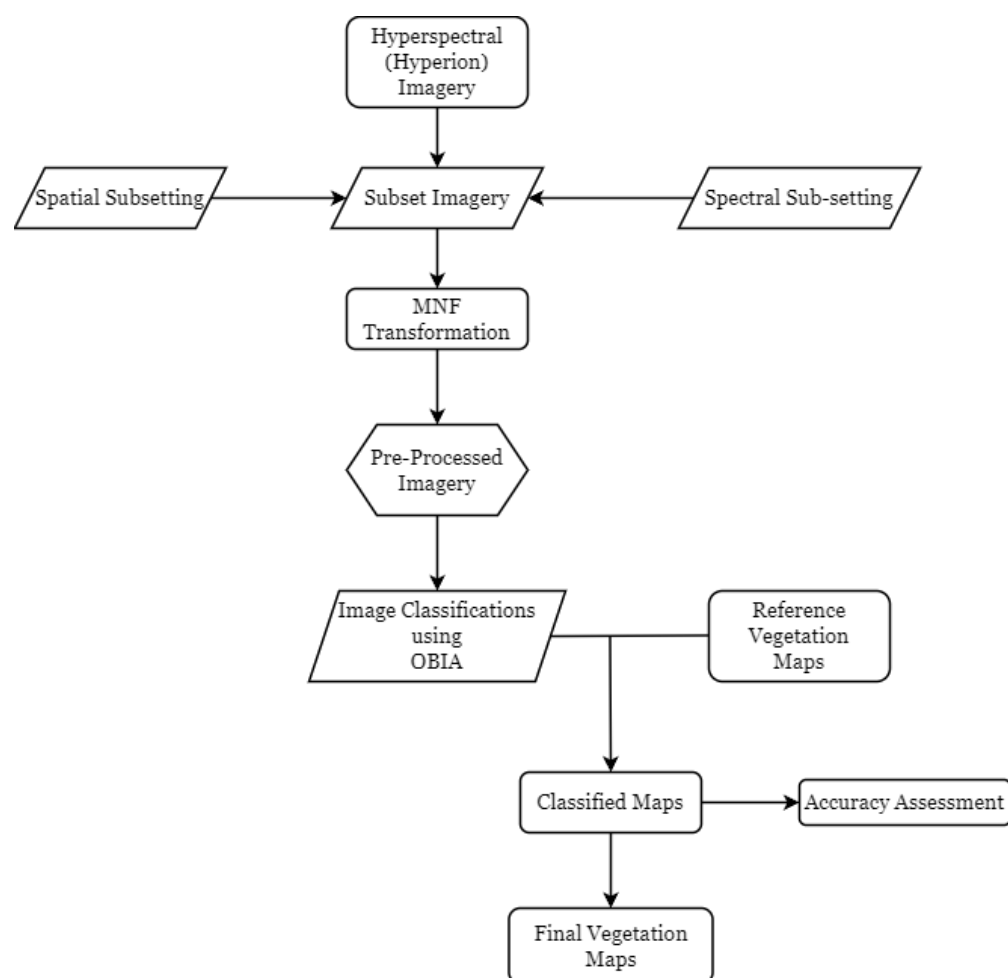 Hyperspectral
(Hyperion)
Imagery
Spatial Subsetting
Subset Imagery
Spectral Sub-setting
MNF
Transformation
Pre-Processed
Imagery
Image Classifications
using
OBIA
Reference
Vegetation
Maps
Classified Maps
Accuracy Assessment
Final Vegetation
Maps